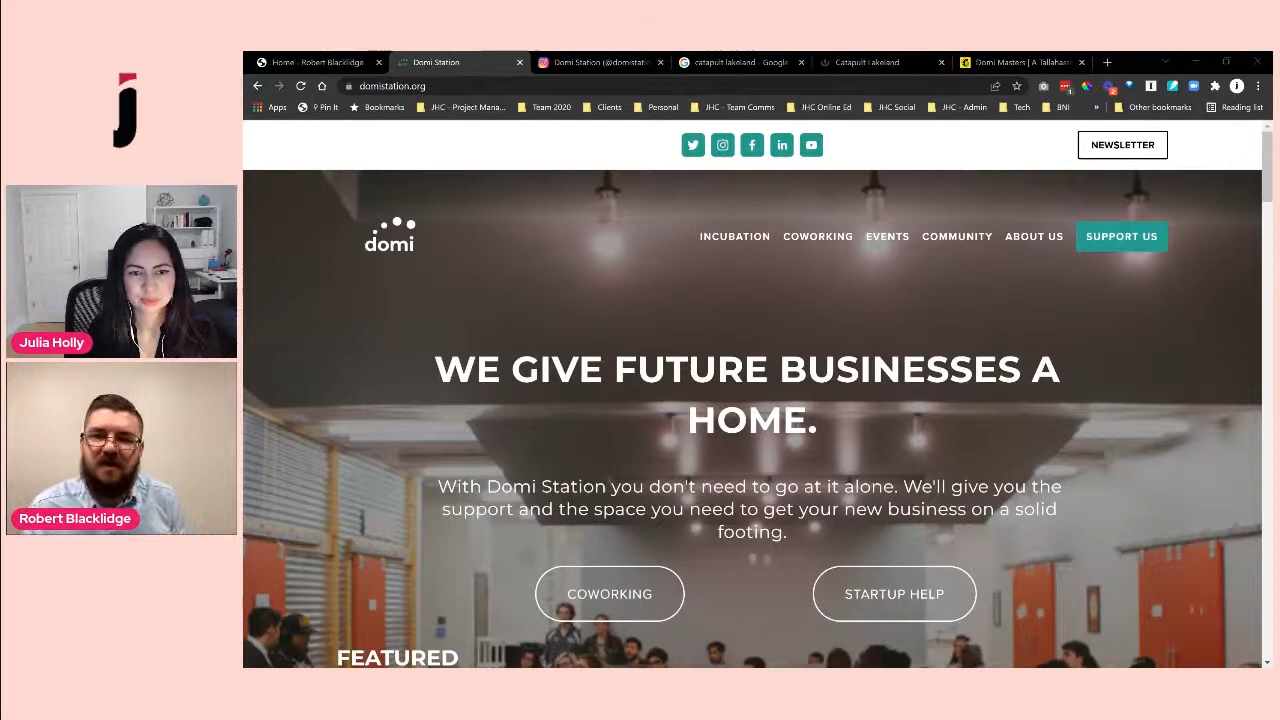 Home - Robert Blacklidge
Domi Station
Domi Station (@domistatio
catapult lakeland - Google
Catapult Lakeland
Domi Masters | A Tallahass
domistation.org
Apps
Pin It
Bookmarks
JHC - Project Mana...
Team 2020
Clients
Personal
JHC - Team Comms
JHC Online Ed
JHC Social
JHC - Admin
Tech
BNI
»
Other bookmarks
Reading list
NEWSLETTER
domi
INCUBATION
COWORKING
EVENTS
COMMUNITY
ABOUT US
SUPPORT US
WE GIVE FUTURE BUSINESSES A
HOME.
With Domi Station you don't need to go at it alone. We'll give you the
support and the space you need to get your new business on a solid
footing.
COWORKING
STARTUP HELP
FEATURED
j
Julia Holly
Robert Blacklidge